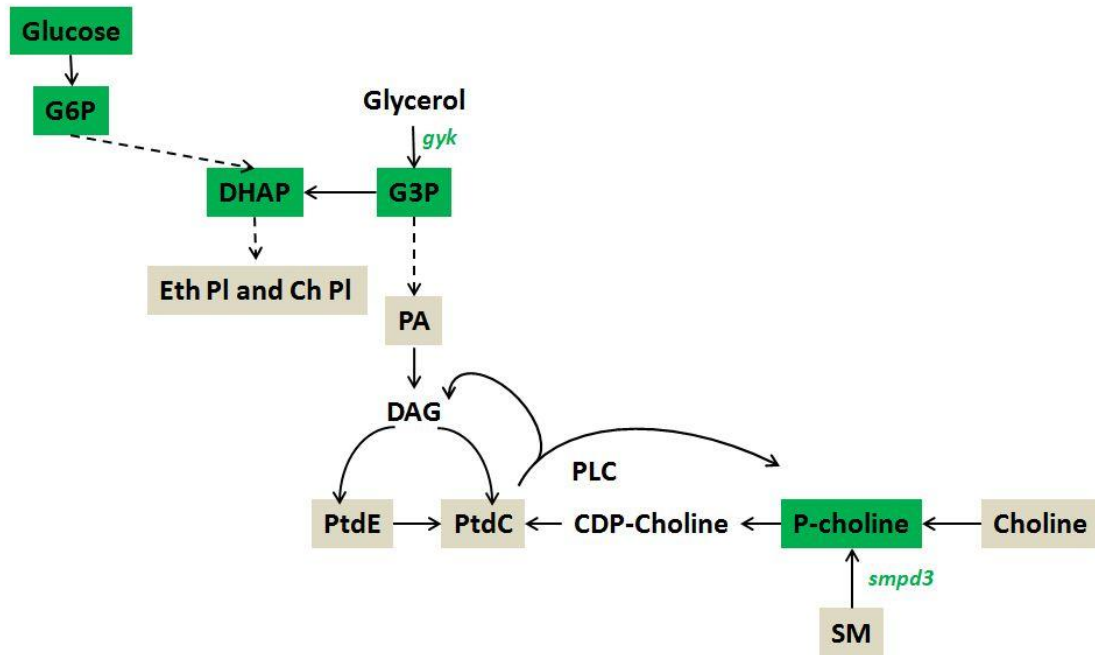 Glucose
G6P
Glycerol
gyk
DHAP
G3P
Eth Pl and Ch Pl
PA
DAG
PLC
PtdE
PtdC
CDP-Choline
P-choline
Choline
smpd3
SM